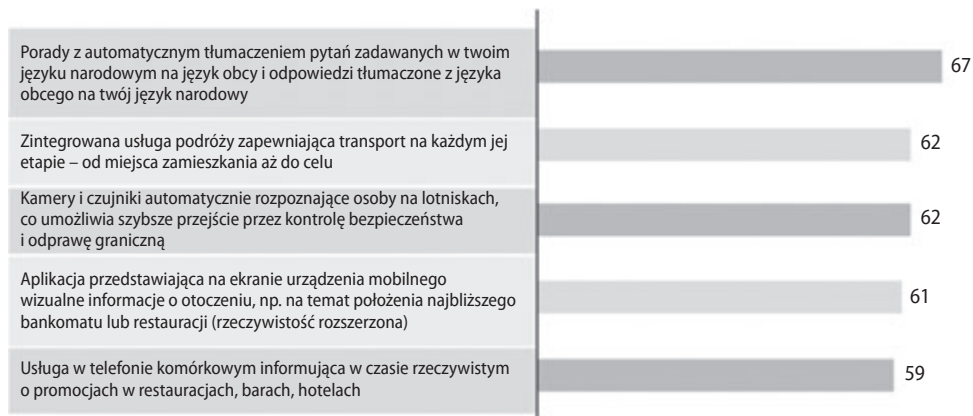 Porady z automatycznym tłumaczeniem pytań zadawanych w twoim
języku narodowym na język obcy i odpowiedzi tłumaczone z języka
obcego na twój język narodowy
67
Zintegrowana usługa podróży zapewniająca transport na każdym jej
etapie – od miejsca zamieszkania aż do celu
62
Kamery i czujniki automatycznie rozpoznające osoby na lotniskach,
co umożliwia szybsze przejście przez kontrolę bezpieczeństwa
i odprawę graniczną
62
Aplikacja przedstawiająca na ekranie urządzenia mobilnego
wizualne informacje o otoczeniu, np. na temat położenia najbliższego
bankomatu lub restauracji (rzeczywistość rozszerzona)
61
Usługa w telefonie komórkowym informująca w czasie rzeczywistym
o promocjach w restauracjach, barach, hotelach
59